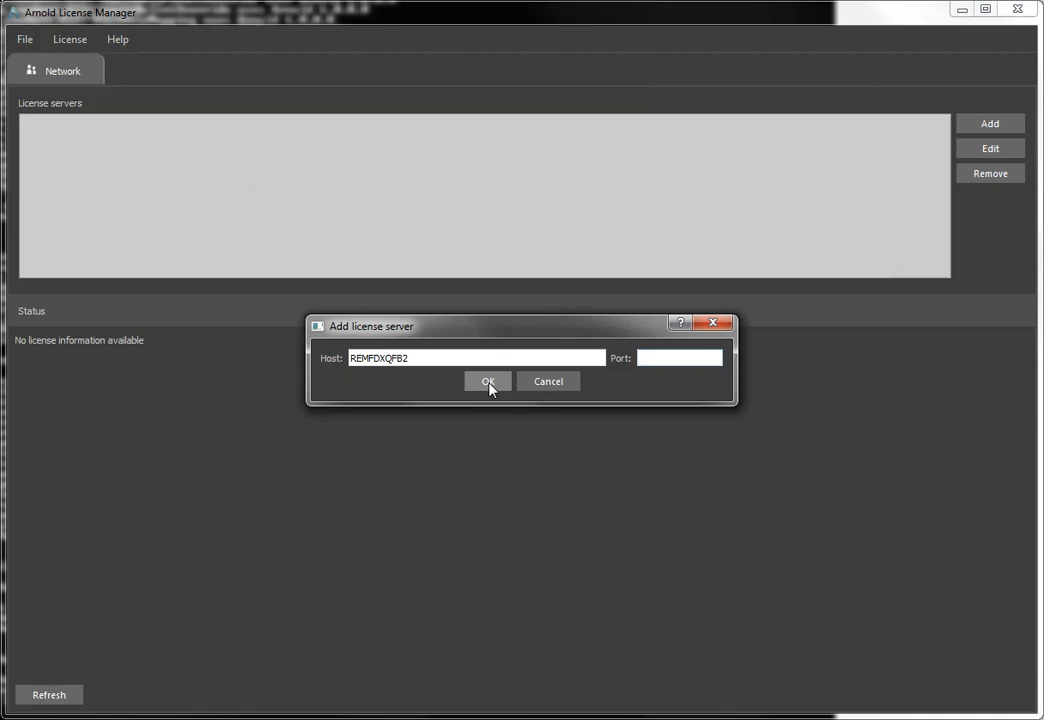 Arnold License Manager
File License Help
Network
License servers
Add
Edit
Remove
Status
No license information available
Add license server
?
Host: REMFDXQFB2 Port:
OK Cancel
Refresh